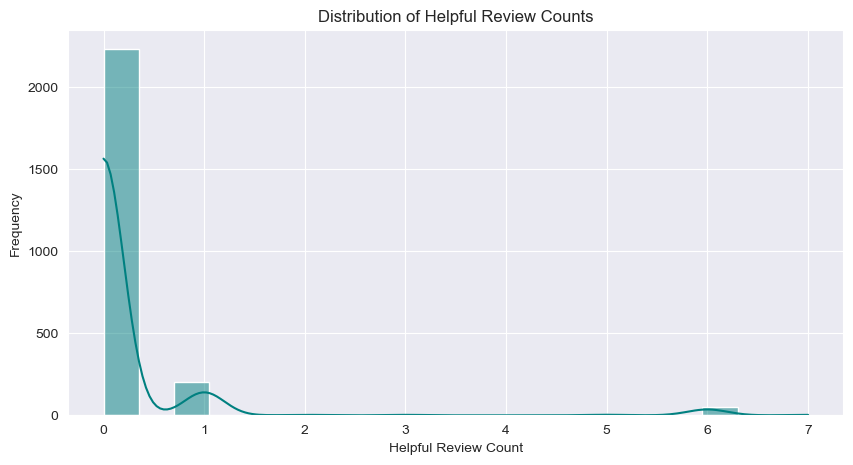 Distribution of Helpful Review Counts
2000
1500
1000
500
0
Frequency
0 1 2 3 4 5 6 7
Helpful Review Count